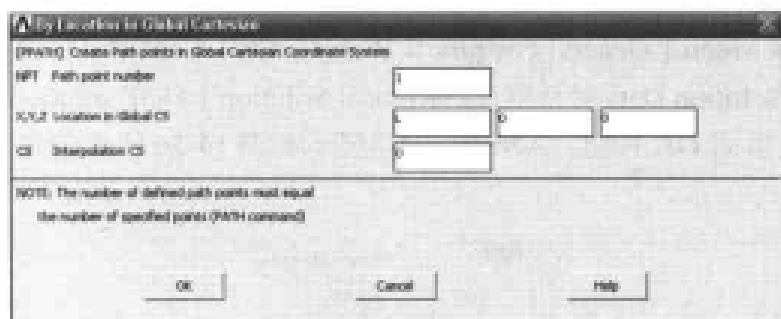 By Location in Global Cartesian
[PPATH] Create Path points in Global Cartesian Coordinate System
NPT Path point number
X,Y,Z Location in Global CS 0 0
CS Interpolation CS 0
NOTE: The number of defined path points must equal
the number of specified points (PATH command)
OK Cancel Help